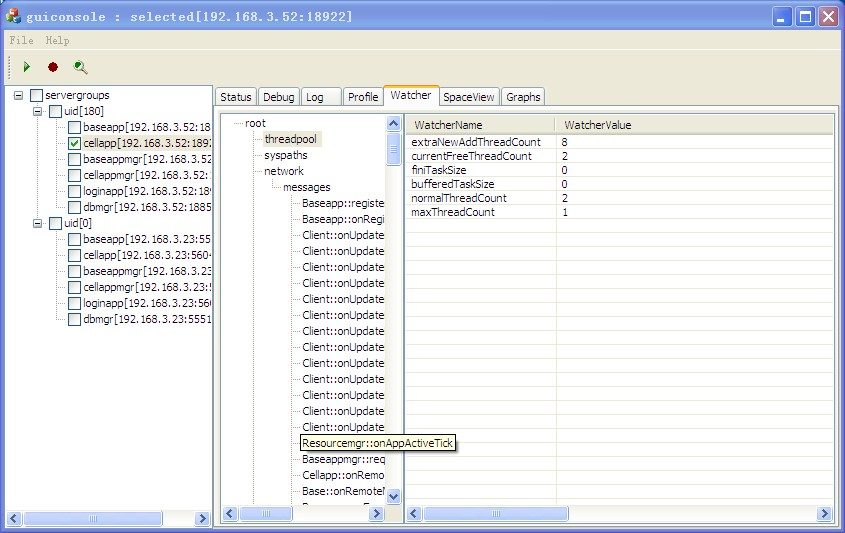 guiconsole : selected[192.168.3.52:18922]
File Help
Status Debug Log Profile Watcher SpaceView Graphs
servergroups
uid[180]
baseapp[192.168.3.52:18
cellapp[192.168.3.52:1892
baseappmgr[192.168.3.52
cellappmgr[192.168.3.52:
loginapp[192.168.3.52:189
dbmgr[192.168.3.52:1885
uid[0]
baseapp[192.168.3.23:55
cellapp[192.168.3.23:560
baseappmgr[192.168.3.23
cellappmgr[192.168.3.23:
loginapp[192.168.3.23:560
dbmgr[192.168.3.23:5551
root
threadpool
syspaths
network
messages
Baseapp::registe
Baseapp::onRegi
Client::onUpdate
Client::onUpdate
Client::onUpdate
Client::onUpdate
Client::onUpdate
Client::onUpdate
Client::onUpdate
Client::onUpdate
Client::onUpdate
Client::onUpdate
Client::onUpdate
Client::onUpdate
Client::onUpdate
Resourcemgr::onAppActiveTick
Baseappmgr::req
Cellapp::onRemo
Base::onRemoteM
WatcherName WatcherValue
extraNewAddThreadCount 8
currentFreeThreadCount 2
finiTaskSize 0
bufferedTaskSize 0
normalThreadCount 2
maxThreadCount 1